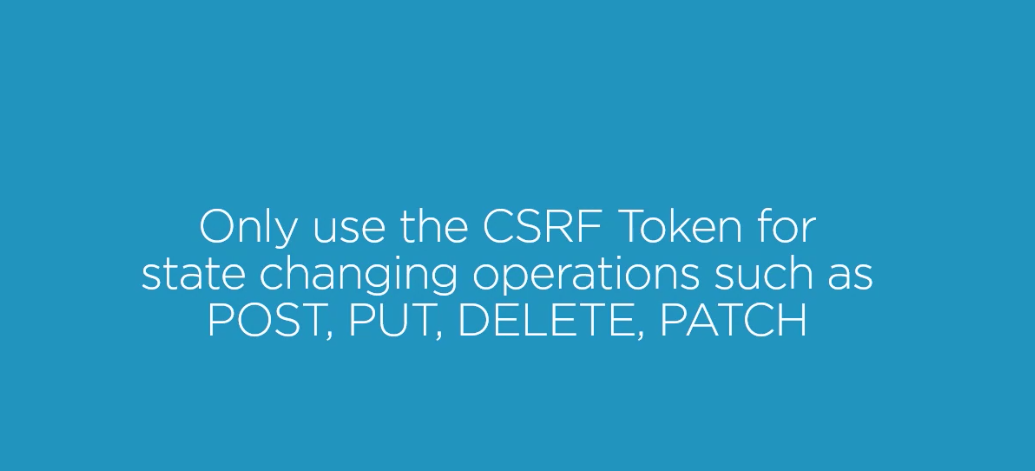 Only use the CSRF Token for
state changing operations such as
POST, PUT, DELETE, PATCH